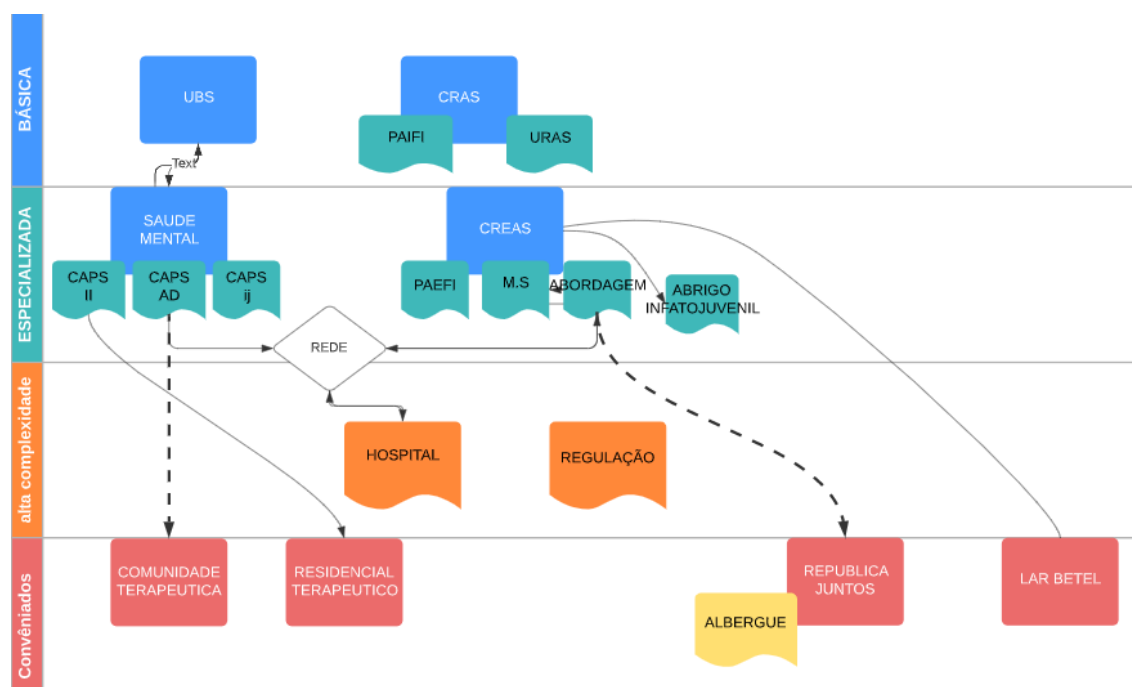 BÁSICA
UBS
CRAS
PAIFI
URAS
Text
ESPECIALIZADA
SAUDE
MENTAL
CREAS
CAPS
II
CAPS
AD
CAPS
ij
PAEFI
M.S
ABORDAGEM
ABRIGO
INFATOJUVENIL
REDE
alta complexidade
HOSPITAL
REGULAÇÃO
Convêniados
COMUNIDADE
TERAPEUTICA
RESIDENCIAL
TERAPEUTICO
REPUBLICA
JUNTOS
LAR BETEL
ALBERGUE